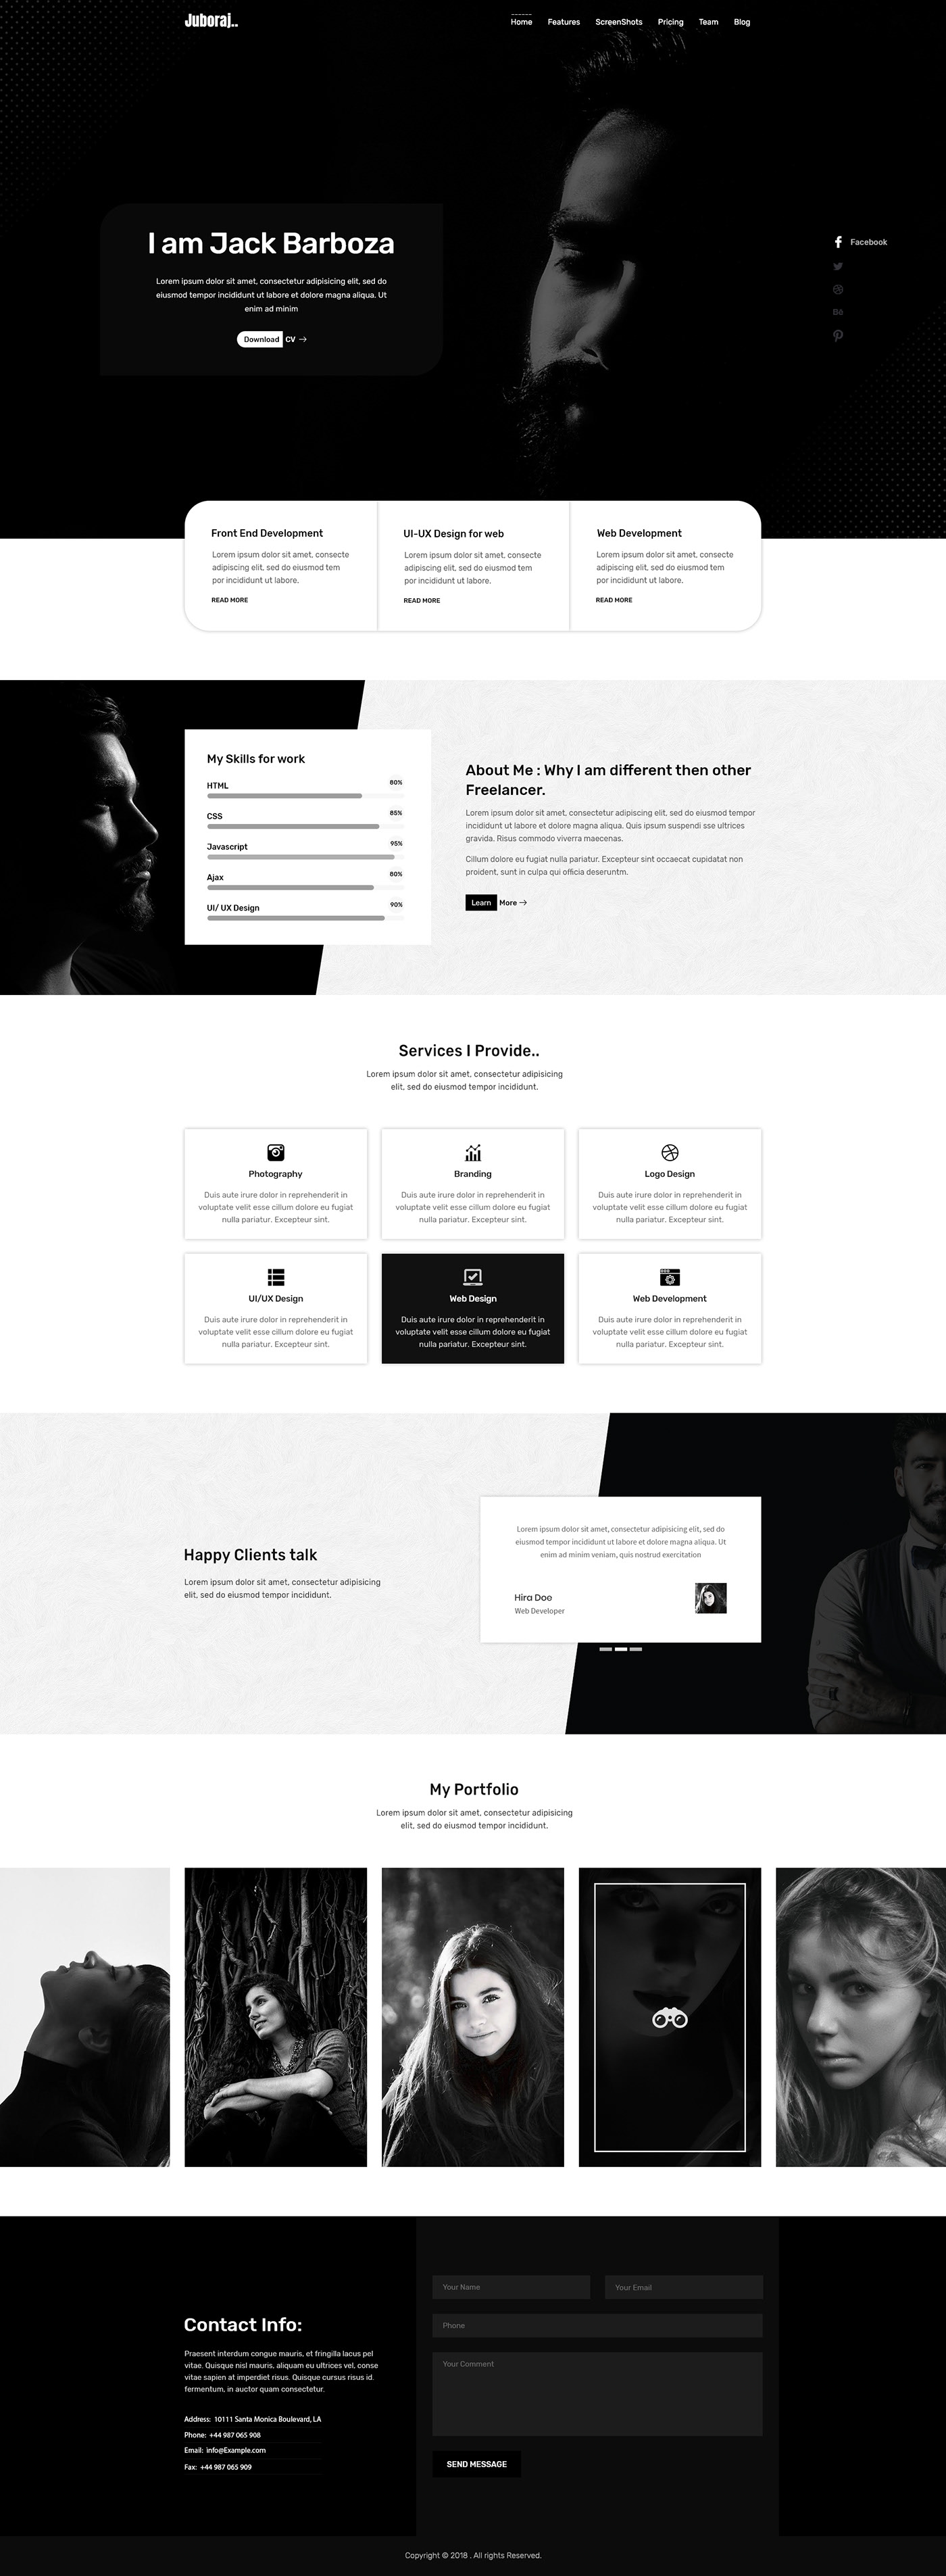 Juboraj..
Home Features ScreenShots Pricing Team Blog
I am Jack Barboza
Lorem ipsum dolor sit amet, consectetur adipisicing elit, sed do
eiusmod tempor incididunt ut labore et dolore magna aliqua. Ut
enim ad minim
Download CV
Facebook
Bē
Front End Development
Lorem ipsum dolor sit amet, consecte
adipiscing elit, sed do eiusmod tem
por incididunt ut labore.
READ MORE
UI-UX Design for web
Lorem ipsum dolor sit amet, consecte
adipiscing elit, sed do eiusmod tem
por incididunt ut labore.
READ MORE
Web Development
Lorem ipsum dolor sit amet, consecte
adipiscing elit, sed do eiusmod tem
por incididunt ut labore.
READ MORE
My Skills for work
HTML 80%
CSS 85%
Javascript 95%
Ajax 80%
UI/ UX Design 90%
About Me : Why I am different then other
Freelancer.
Lorem ipsum dolor sit amet, consectetur adipiscing elit, sed do eiusmod tempor
incididunt ut labore et dolore magna aliqua. Quis ipsum suspendi sse ultrices
gravida. Risus commodo viverra maecenas.
Cillum dolore eu fugiat nulla pariatur. Excepteur sint occaecat cupidatat non
proident, sunt in culpa qui officia deseruntm.
Learn More
Services I Provide..
Lorem ipsum dolor sit amet, consectetur adipisicing
elit, sed do eiusmod tempor incididunt.
Photography
Duis aute irure dolor in reprehenderit in
voluptate velit esse cillum dolore eu fugiat
nulla pariatur. Excepteur sint.
Branding
Duis aute irure dolor in reprehenderit in
voluptate velit esse cillum dolore eu fugiat
nulla pariatur. Excepteur sint.
Logo Design
Duis aute irure dolor in reprehenderit in
voluptate velit esse cillum dolore eu fugiat
nulla pariatur. Excepteur sint.
UI/UX Design
Duis aute irure dolor in reprehenderit in
voluptate velit esse cillum dolore eu fugiat
nulla pariatur. Excepteur sint.
Web Design
Duis aute irure dolor in reprehenderit in
voluptate velit esse cillum dolore eu fugiat
nulla pariatur. Excepteur sint.
Web Development
Duis aute irure dolor in reprehenderit in
voluptate velit esse cillum dolore eu fugiat
nulla pariatur. Excepteur sint.
Happy Clients talk
Lorem ipsum dolor sit amet, consectetur adipisicing
elit, sed do eiusmod tempor incididunt.
Lorem ipsum dolor sit amet, consectetur adipisicing elit, sed do
eiusmod tempor incididunt ut labore et dolore magna aliqua. Ut
enim ad minim veniam, quis nostrud exercitation
Hira Doe
Web Developer
My Portfolio
Lorem ipsum dolor sit amet, consectetur adipisicing
elit, sed do eiusmod tempor incididunt.
Contact Info:
Praesent interdum congue mauris, et fringilla lacus pel
vitae. Quisque nisl mauris, aliquam eu ultrices vel, conse
vitae sapien at imperdiet risus. Quisque cursus risus id.
fermentum, in auctor quam consectetur.
Address: 10111 Santa Monica Boulevard, LA
Phone: +44 987 065 908
Email: info@Example.com
Fax: +44 987 065 909
Your Name
Your Email
Phone
Your Comment
SEND MESSAGE
Copyright © 2018 . All rights Reserved.